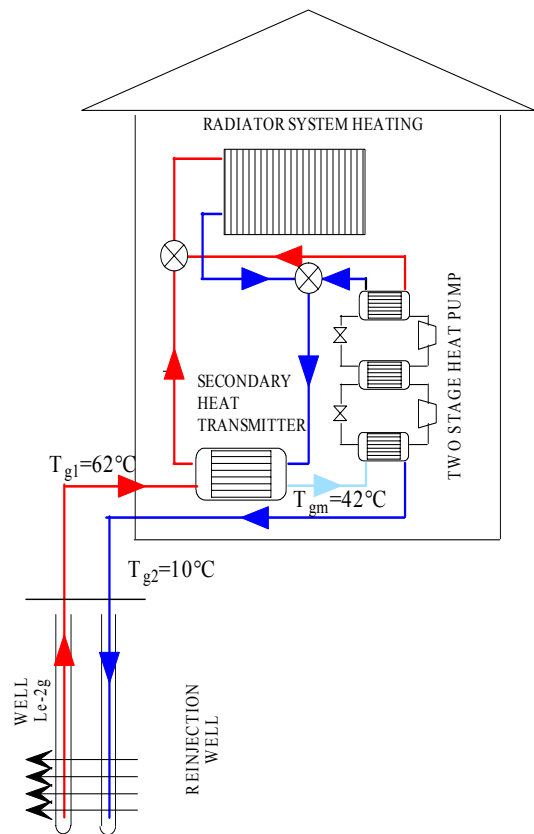 RADIATOR SYSTEM HEATING
TWO STAGE HEAT PUMP
SECONDARY
HEAT
TRANSMITTER
Tg1=62°C
Tgm=42°C
Tg2=10°C
WELL
Le-2g
REINJECTION
WELL